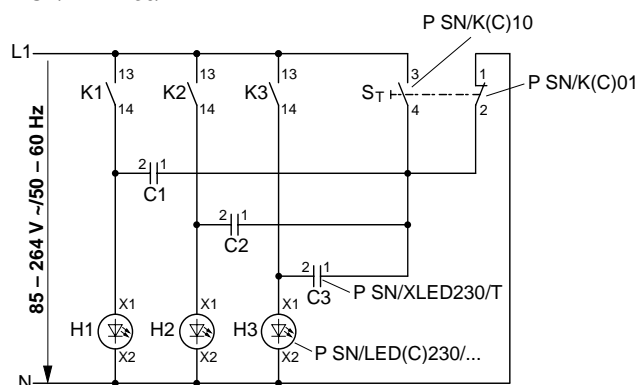 P SN/K(C)10
L1
13
13
13
3
1
K1
K2
K3
ST
P SN/K(C)01
14
14
14
4
2
85 – 264 V ~/50 – 60 Hz
2 1
C1
2 1
C2
2 1
C3
P SN/XLED230/T
X1
X1
X1
H1
H2
H3
X2
X2
X2
P SN/LED(C)230/...
N